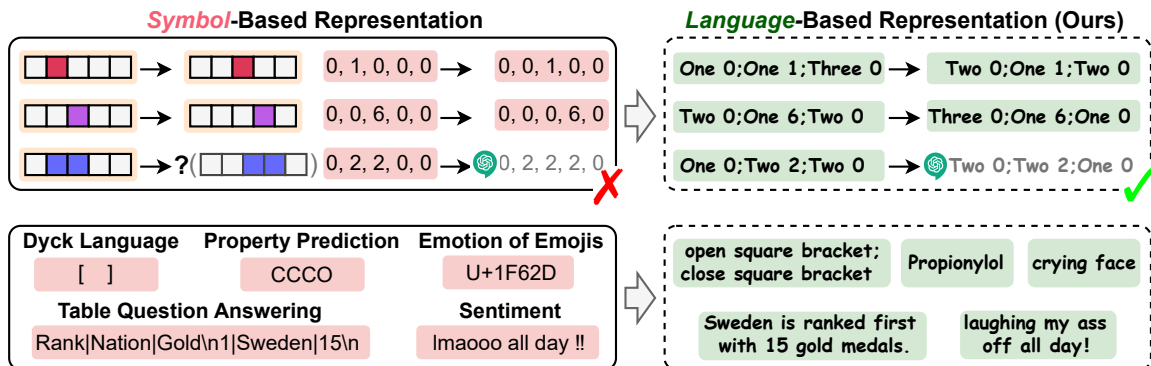 Symbol-Based Representation
0, 1, 0, 0, 0
0, 0, 1, 0, 0
0, 0, 6, 0, 0
0, 0, 0, 6, 0
?( )
0, 2, 2, 0, 0
0, 2, 2, 2, 0
✗
Language-Based Representation (Ours)
One 0;One 1;Three 0
Two 0;One 1;Two 0
Two 0;One 6;Two 0
Three 0;One 6;One 0
One 0;Two 2;Two 0
Two 0;Two 2;One 0
✓
Dyck Language
[ ]
Property Prediction
CCCO
Emotion of Emojis
U+1F62D
Table Question Answering
Rank|Nation|Gold\n1|Sweden|15\n
Sentiment
lmaooo all day !!
open square bracket;
close square bracket
Propionylol
crying face
Sweden is ranked first
with 15 gold medals.
laughing my ass
off all day!